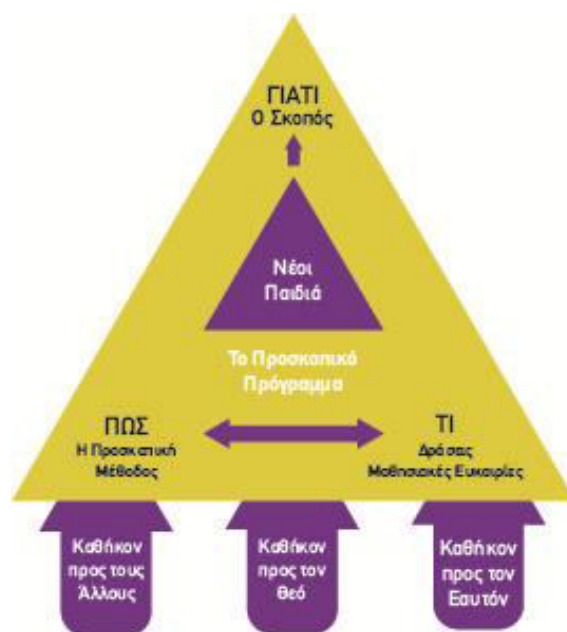 ΓΙΑΤΙ
Ο Σκοπός
Νέοι
Παιδιά
Το Προσκοπικό
Πρόγραμμα
ΠΩΣ
Η Προσκοπική
Μέθοδος
ΤΙ
Δράσεις
Μαθησιακές Ευκαιρίες
Καθήκον
προς τους
Άλλους
Καθήκον
προς τον
Θεό
Καθήκον
προς τον
Εαυτόν